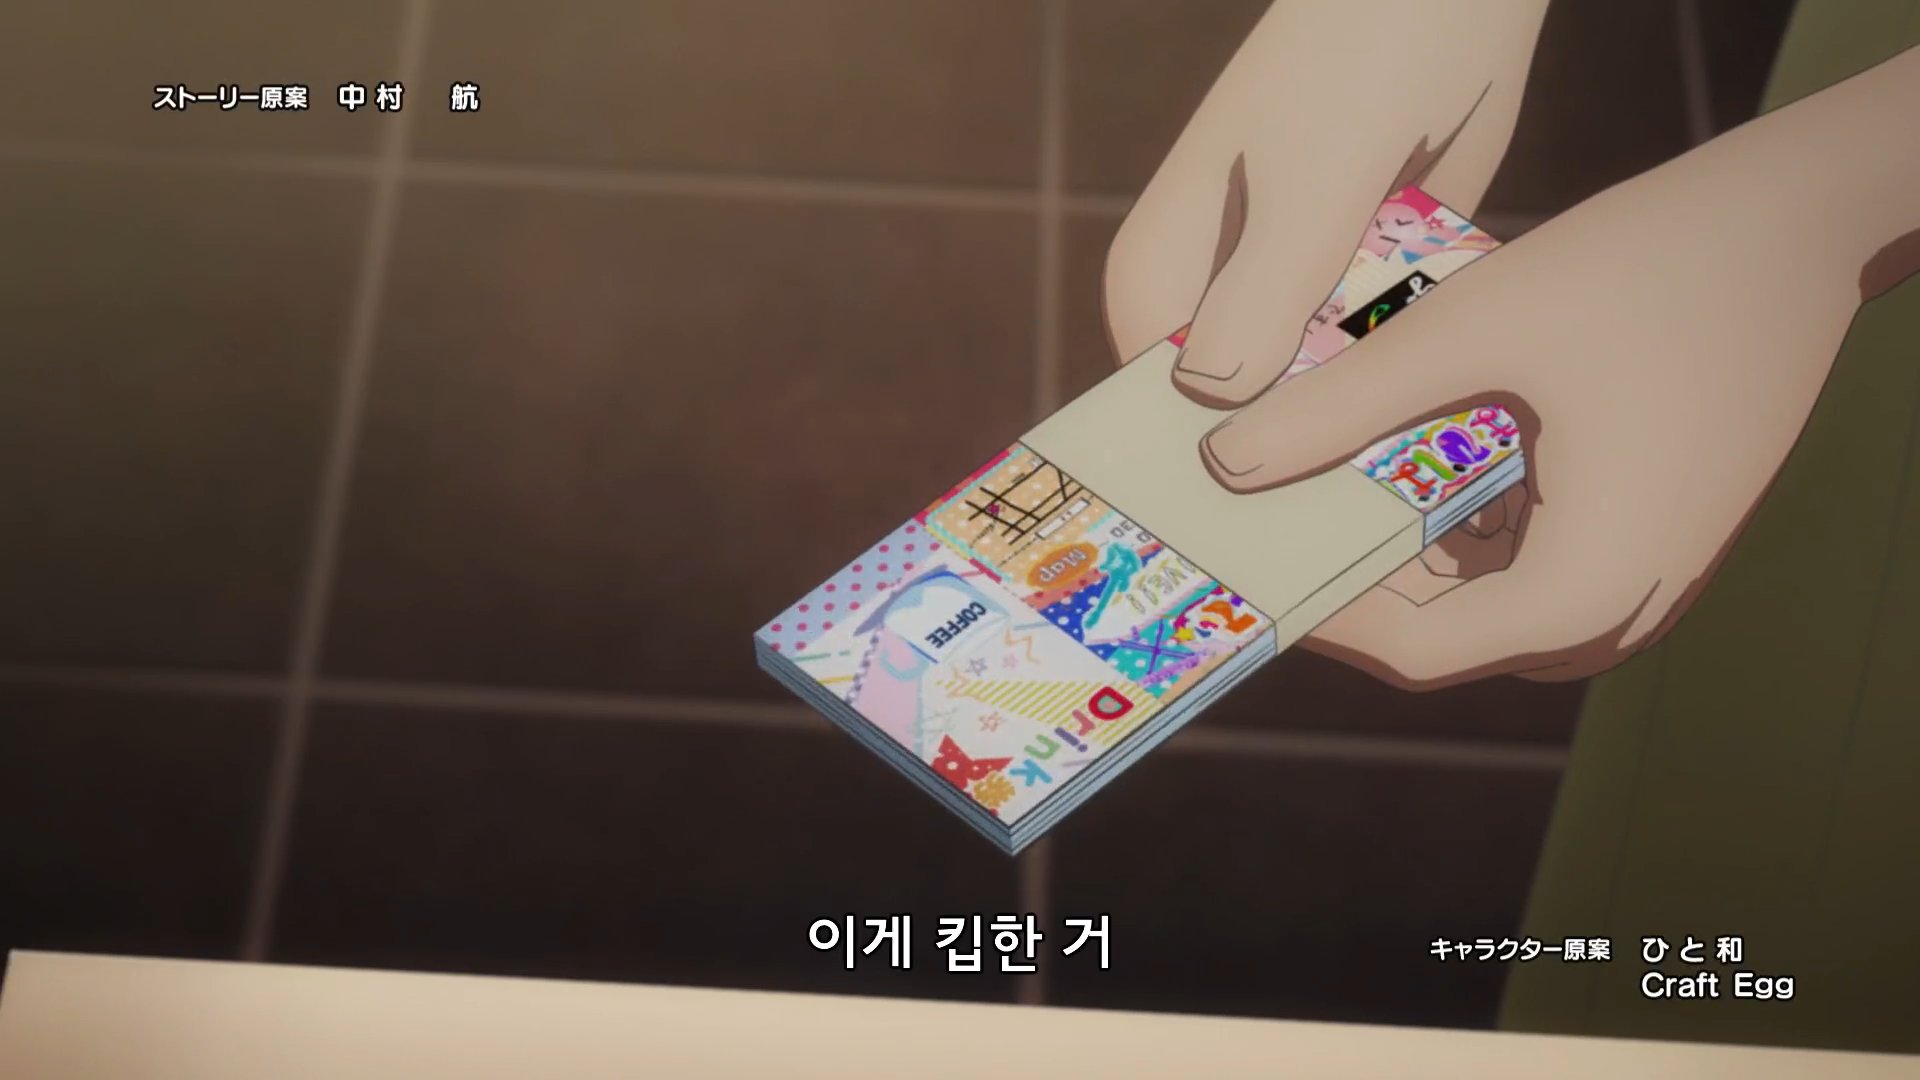 ストーリー原案 中村 航
Map
COFFEE
Drink
이게 킵한 거
キャラクター原案 ひと和
Craft Egg